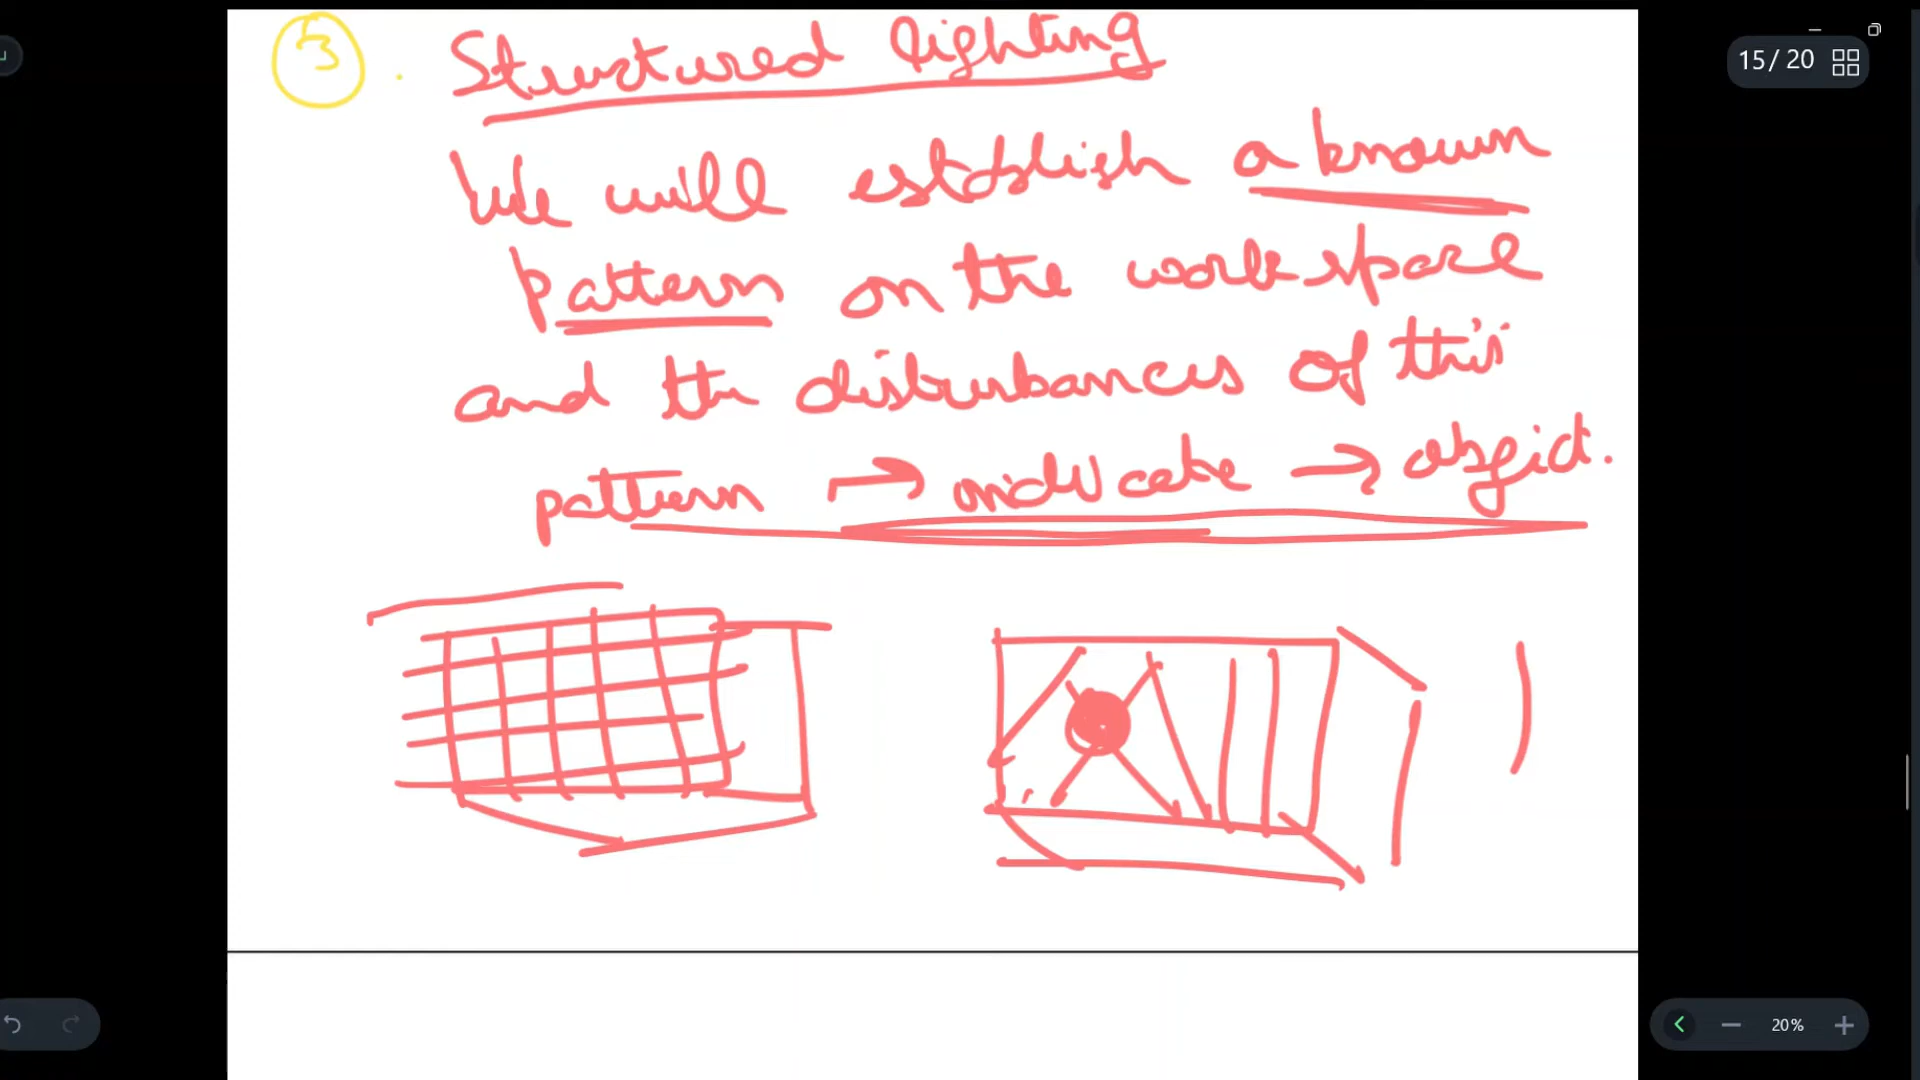 3. Structured lighting
15/ 20
We will establish a known
pattern on the workspace
and the disturbances of this
pattern → indicate → object.
20%